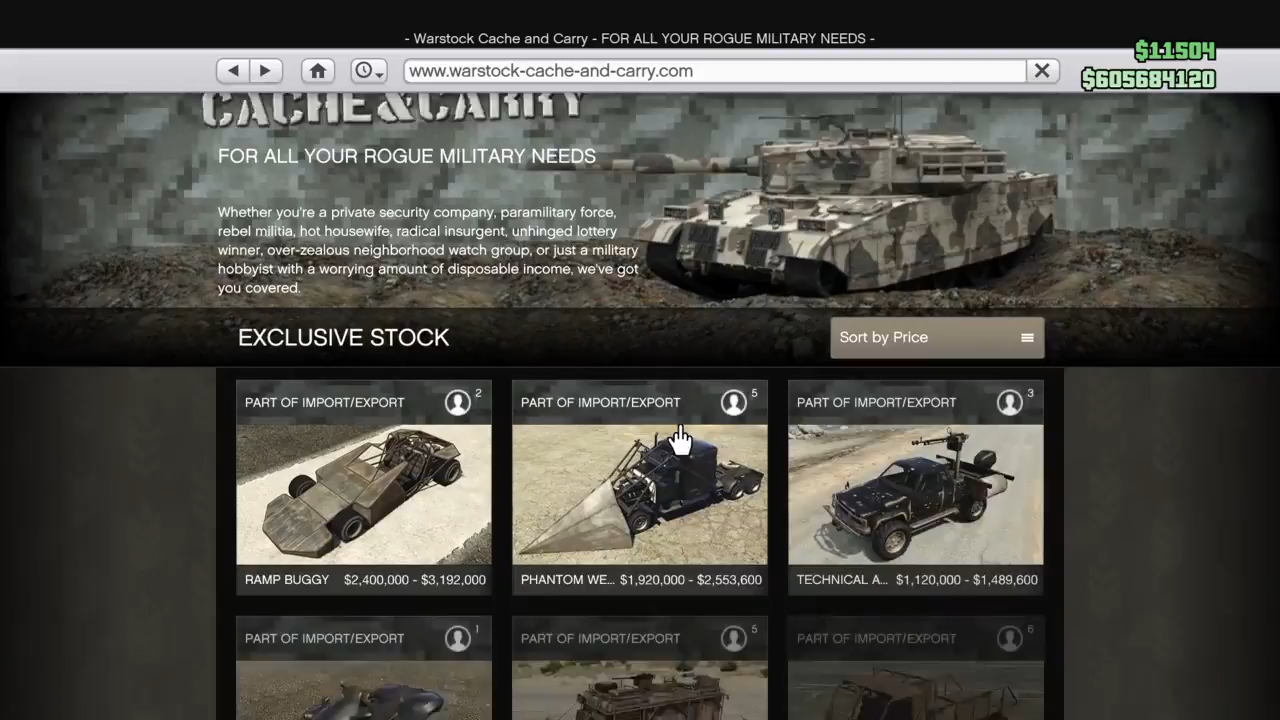 - Warstock Cache and Carry - FOR ALL YOUR ROGUE MILITARY NEEDS -
$11504
www.warstock-cache-and-carry.com
$605684120
CACHE&CARRY
FOR ALL YOUR ROGUE MILITARY NEEDS
Whether you're a private security company, paramilitary force,
rebel militia, hot housewife, radical insurgent, unhinged lottery
winner, over-zealous neighborhood watch group, or just a military
hobbyist with a worrying amount of disposable income, we've got
you covered.
EXCLUSIVE STOCK
Sort by Price
PART OF IMPORT/EXPORT 2
PART OF IMPORT/EXPORT 5
PART OF IMPORT/EXPORT 3
RAMP BUGGY $2,400,000 - $3,192,000
PHANTOM WE... $1,920,000 - $2,553,600
TECHNICAL A... $1,120,000 - $1,489,600
PART OF IMPORT/EXPORT 1
PART OF IMPORT/EXPORT 5
PART OF IMPORT/EXPORT 6